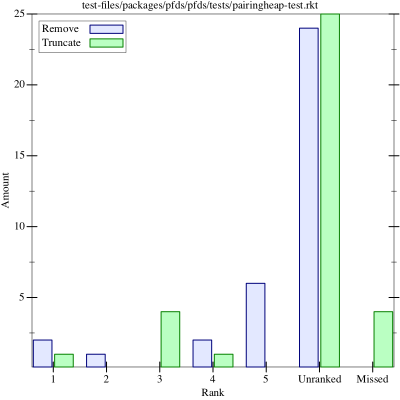 test-files/packages/pfds/pfds/tests/pairingheap-test.rkt
Remove
Truncate
25
20
15
10
5
Amount
1 2 3 4 5 Unranked Missed
Rank